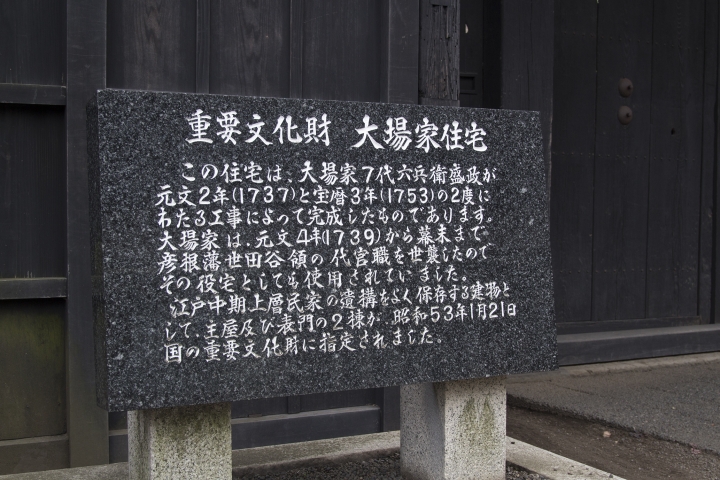 重要文化財 大場家住宅
この住宅は、大場家7代六兵衛盛政が
元文2年(1737)と宝暦3年(1753)の2度に
わたる工事によって完成したものであります。
大場家は、元文4年(1739)から幕末まで
彦根藩世田谷領の代官職を世襲したので
その役宅としても使用されていました。
江戸中期上層民家の遺構をよく保存する建物と
して、主屋及び表門の2棟が、昭和53年1月21日
国の重要文化財に指定されました。